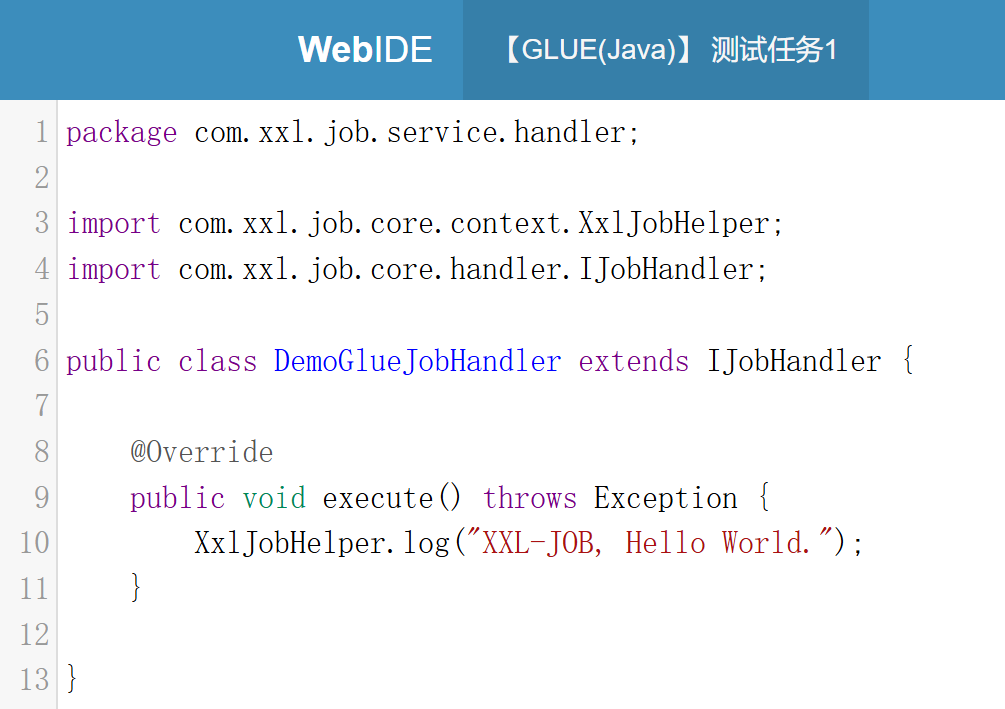 WebIDE 【GLUE(Java)】 测试任务1
1 package com.xxl.job.service.handler;
2
3 import com.xxl.job.core.context.XxlJobHelper;
4 import com.xxl.job.core.handler.IJobHandler;
5
6 public class DemoGlueJobHandler extends IJobHandler {
7
8     @Override
9     public void execute() throws Exception {
10         XxlJobHelper.log("XXL-JOB, Hello World.");
11     }
12
13 }